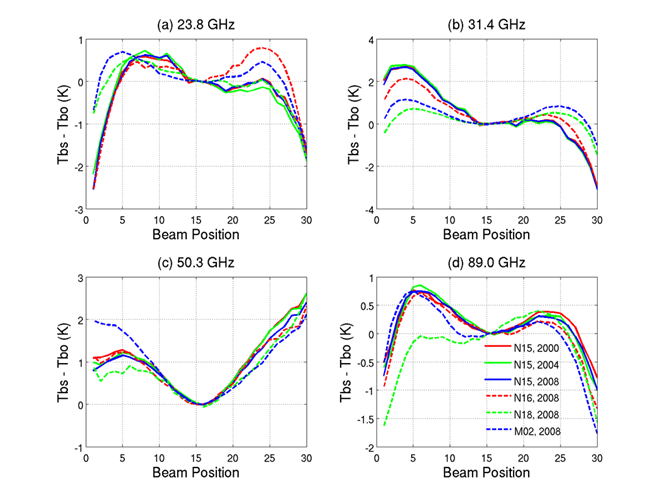 (a) 23.8 GHz
1
0
-1
-2
-3
0 5 10 15 20 25 30
Beam Position
Tbs - Tbo (K)
(b) 31.4 GHz
4
2
0
-2
-4
0 5 10 15 20 25 30
Beam Position
Tbs - Tbo (K)
(c) 50.3 GHz
3
2
1
0
-1
0 5 10 15 20 25 30
Beam Position
Tbs - Tbo (K)
(d) 89.0 GHz
1
0.5
0
-0.5
-1
-1.5
-2
0 5 10 15 20 25 30
Beam Position
Tbs - Tbo (K)
N15, 2000
N15, 2004
N15, 2008
N16, 2008
N18, 2008
M02, 2008